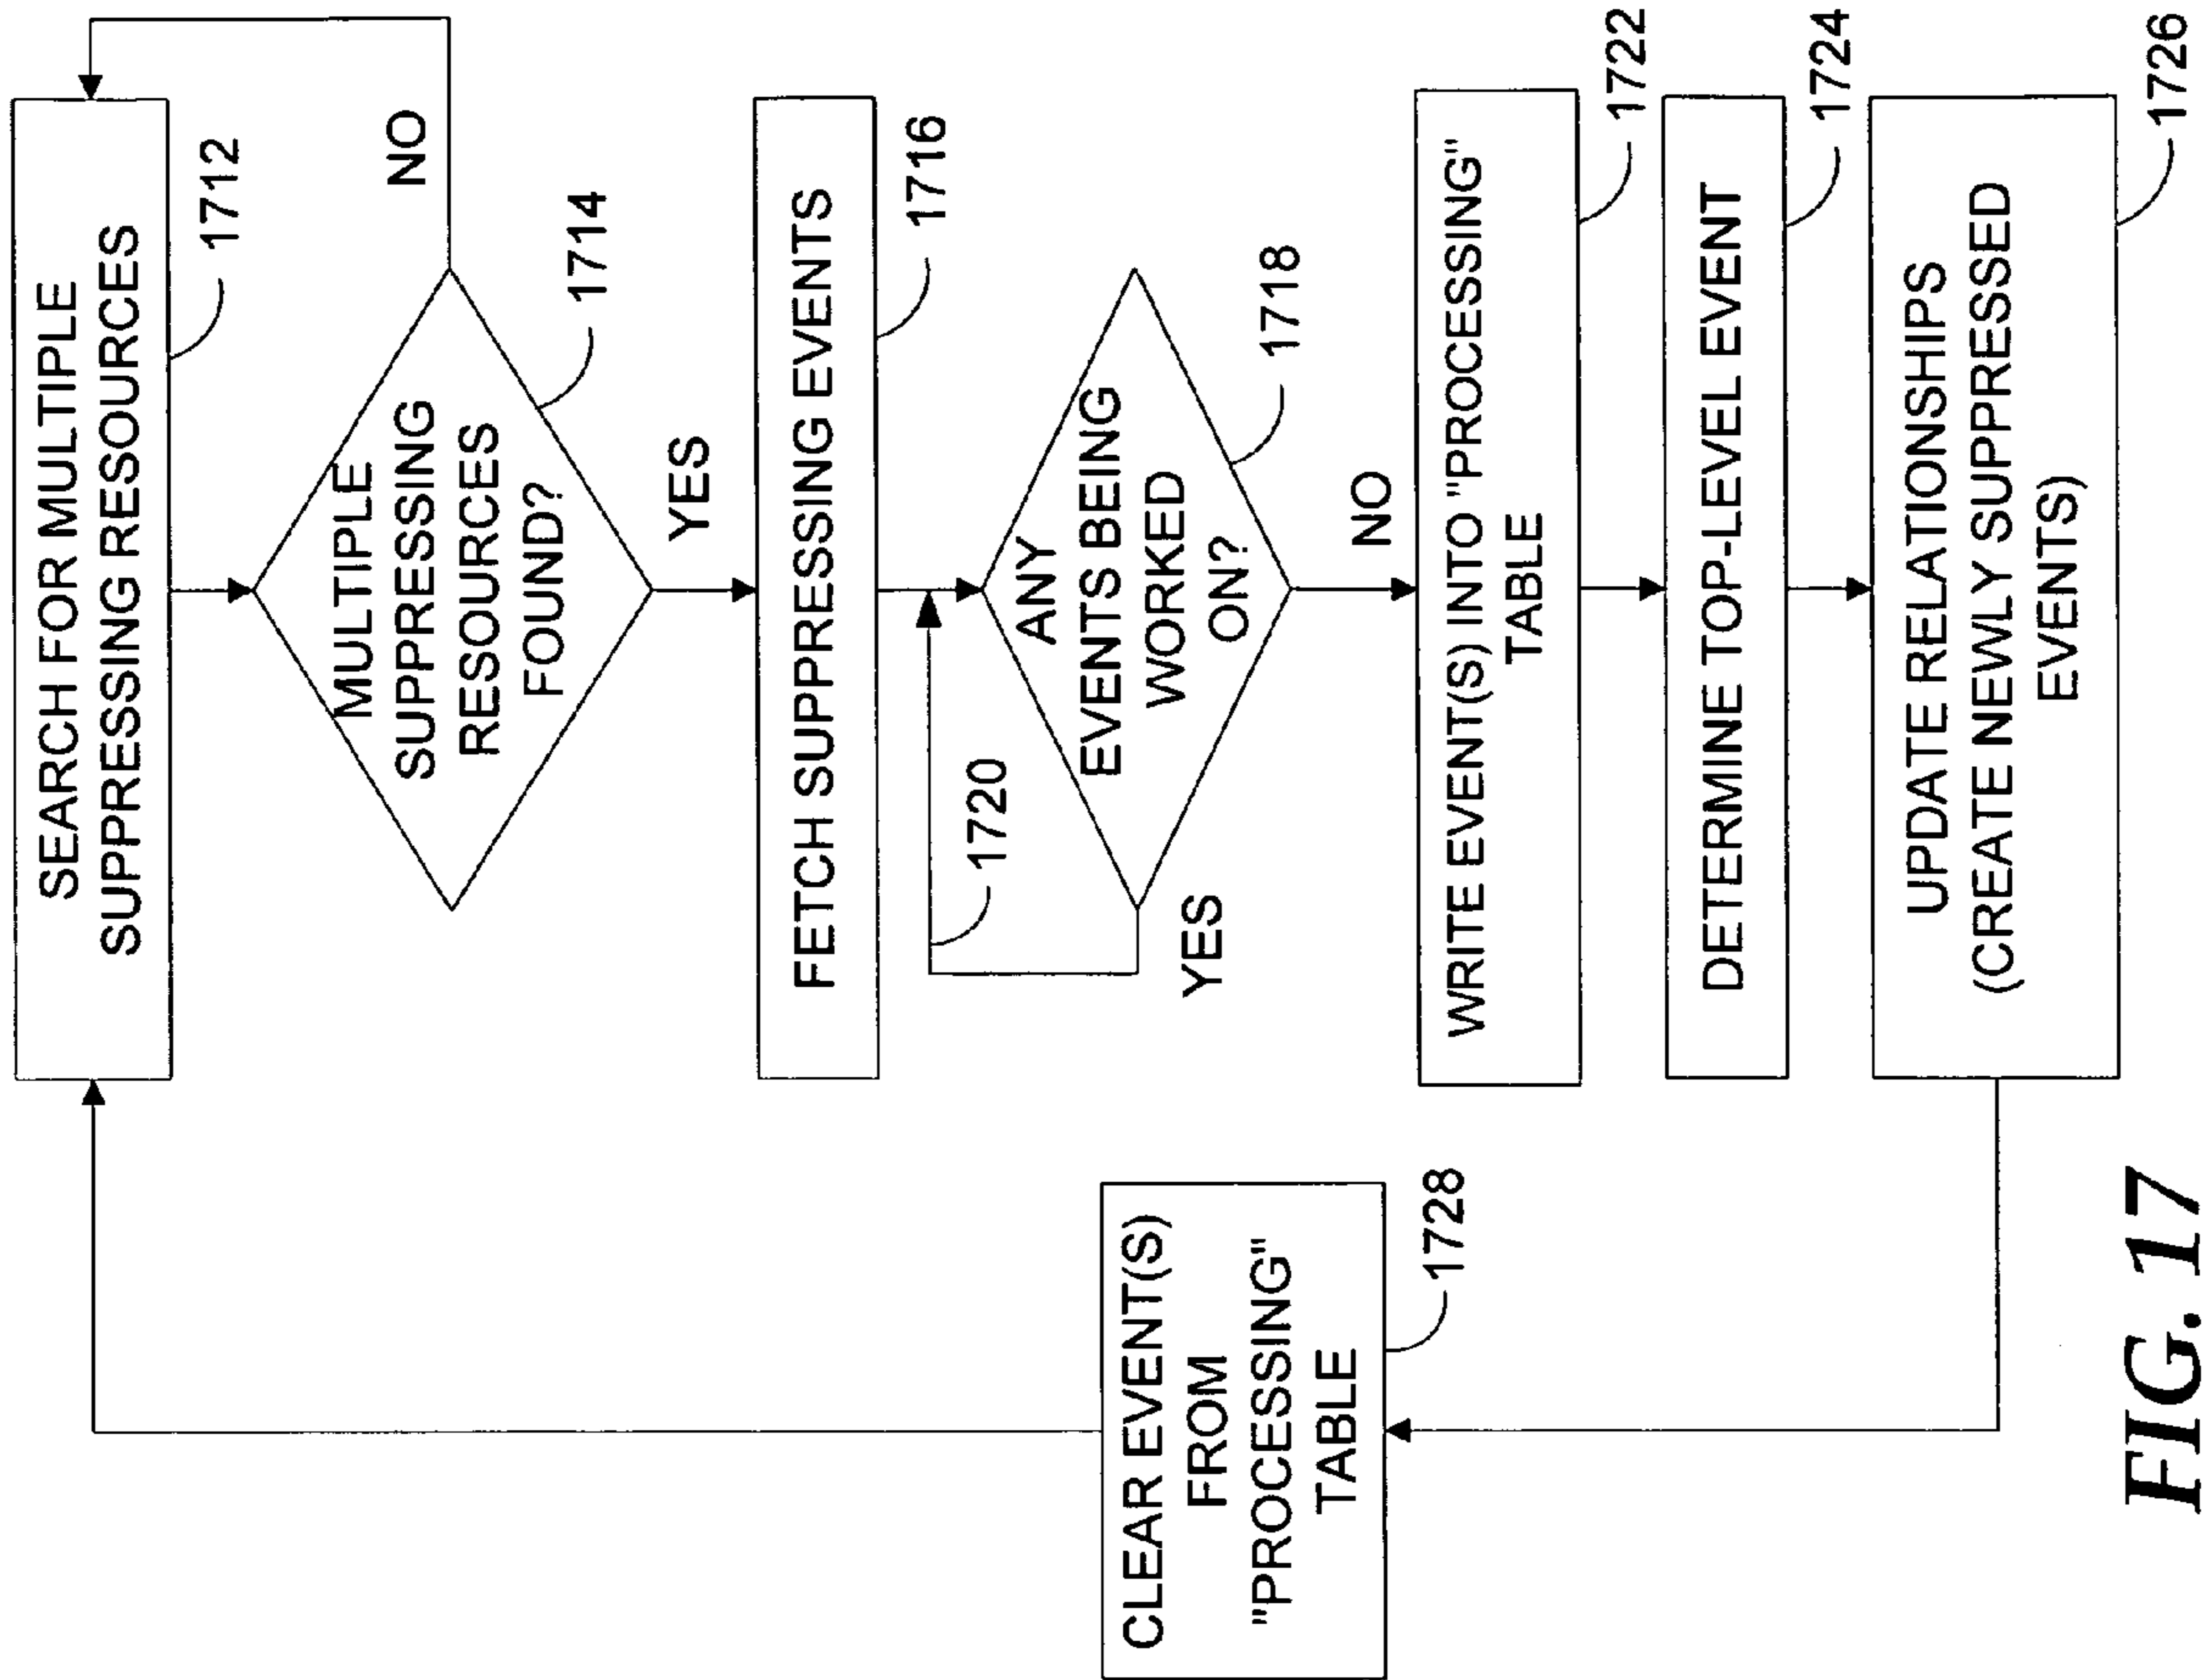 SEARCH FOR MULTIPLE
SUPPRESSING RESOURCES
1712
MULTIPLE
SUPPRESSING
RESOURCES
FOUND?
1714
NO
YES
FETCH SUPPRESSING EVENTS
1716
1720
ANY
EVENTS BEING
WORKED
ON?
1718
YES
NO
WRITE EVENT(S) INTO "PROCESSING"
TABLE
1722
DETERMINE TOP-LEVEL EVENT
1724
UPDATE RELATIONSHIPS
(CREATE NEWLY SUPPRESSED
EVENTS)
1726
CLEAR EVENT(S)
FROM
"PROCESSING"
TABLE
1728
FIG. 17